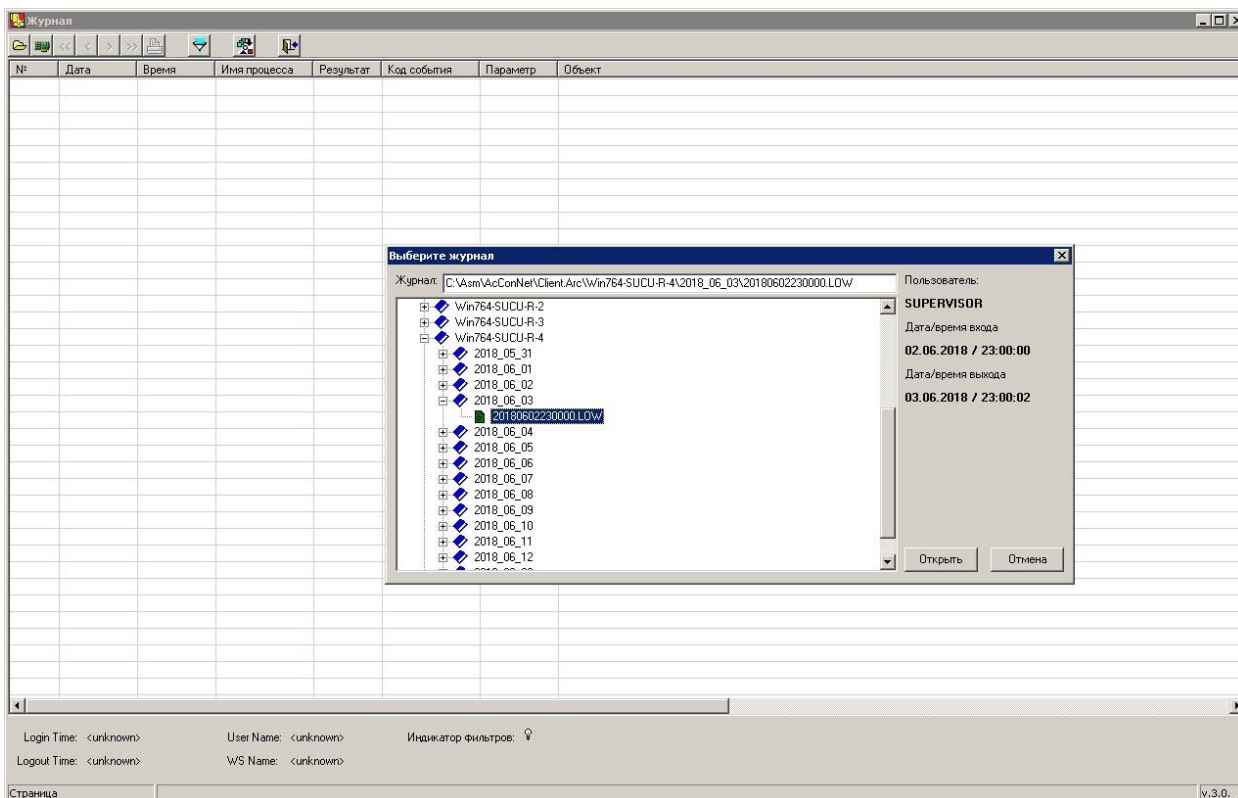 Журнал
<< < > >>
№ Дата Время Имя процесса Результат Код события Параметр Объект
Выберите журнал
Журнал: C:\Asm\AcConNet\Client.Arc\Win764-SUCU-R-4\2018_06_03\20180602230000.LOW
Win764-SUCU-R-2
Win764-SUCU-R-3
Win764-SUCU-R-4
2018_05_31
2018_06_01
2018_06_02
2018_06_03
20180602230000.LOW
2018_06_04
2018_06_05
2018_06_06
2018_06_07
2018_06_08
2018_06_09
2018_06_10
2018_06_11
2018_06_12
Пользователь:
SUPERVISOR
Дата/время входа
02.06.2018 / 23:00:00
Дата/время выхода
03.06.2018 / 23:00:02
Открыть Отмена
Login Time: <unknown> User Name: <unknown> Индикатор фильтров:
Logout Time: <unknown> WS Name: <unknown>
Страница v.3.0.